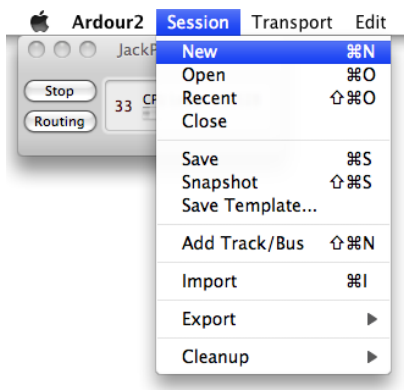 Ardour2 Session Transport Edit
JackP
Stop
Routing
33 CP
New ⌘N
Open ⌘O
Recent ⇧⌘O
Close
Save ⌘S
Snapshot ⇧⌘S
Save Template...
Add Track/Bus ⇧⌘N
Import ⌘I
Export ▶
Cleanup ▶